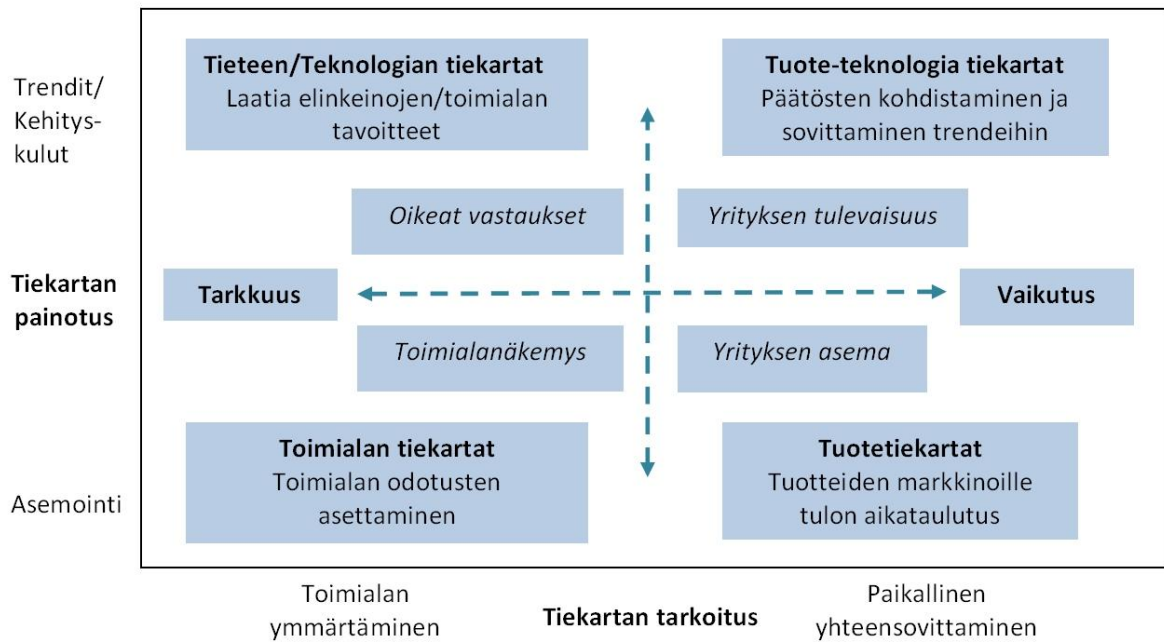 Trendit/
Kehitys-
kulut
Tieteen/Teknologian tiekartat
Laatia elinkeinojen/toimialan
tavoitteet
Tuote-teknologia tiekartat
Päätösten kohdistaminen ja
sovittaminen trendeihin
Oikeat vastaukset
Yrityksen tulevaisuus
Tiekartan
painotus
Tarkkuus
Vaikutus
Toimialanäkemys
Yrityksen asema
Asemointi
Toimialan tiekartat
Toimialan odotusten
asettaminen
Tuotetiekartat
Tuotteiden markkinoille
tulon aikataulutus
Toimialan
ymmärtäminen
Tiekartan tarkoitus
Paikallinen
yhteensovittaminen